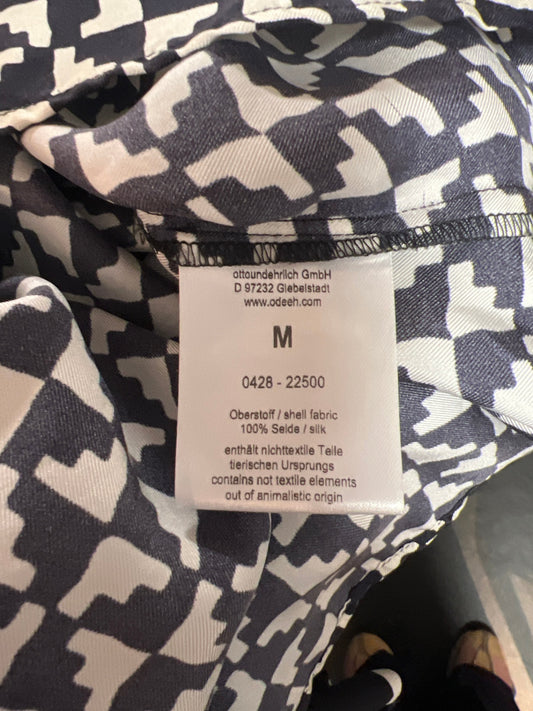 ottoundehrlich GmbH
D 97232 Giebelstadt
www.odeeh.com
M
0428 - 22500
Oberstoff / shell fabric
100% Seide / silk
enthält nichttextile Teile
tierischen Ursprungs
contains not textile elements
out of animalistic origin